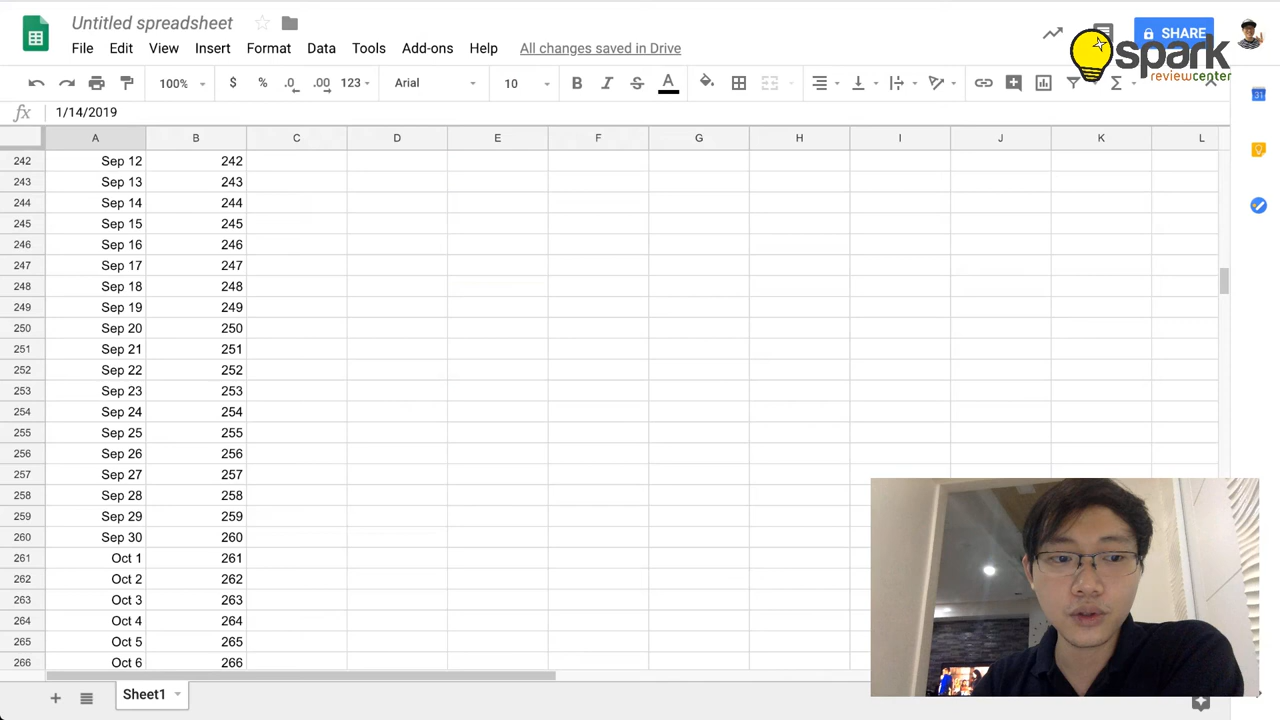 Untitled spreadsheet
File Edit View Insert Format Data Tools Add-ons Help All changes saved in Drive
SHARE
spark
reviewcenter
100% $ % .0 .00 123 Arial 10 B I S A Σ
31
fx 1/14/2019
A B C D E F G H I J K L
242 Sep 12 242
243 Sep 13 243
244 Sep 14 244
245 Sep 15 245
246 Sep 16 246
247 Sep 17 247
248 Sep 18 248
249 Sep 19 249
250 Sep 20 250
251 Sep 21 251
252 Sep 22 252
253 Sep 23 253
254 Sep 24 254
255 Sep 25 255
256 Sep 26 256
257 Sep 27 257
258 Sep 28 258
259 Sep 29 259
260 Sep 30 260
261 Oct 1 261
262 Oct 2 262
263 Oct 3 263
264 Oct 4 264
265 Oct 5 265
266 Oct 6 266
Sheet1